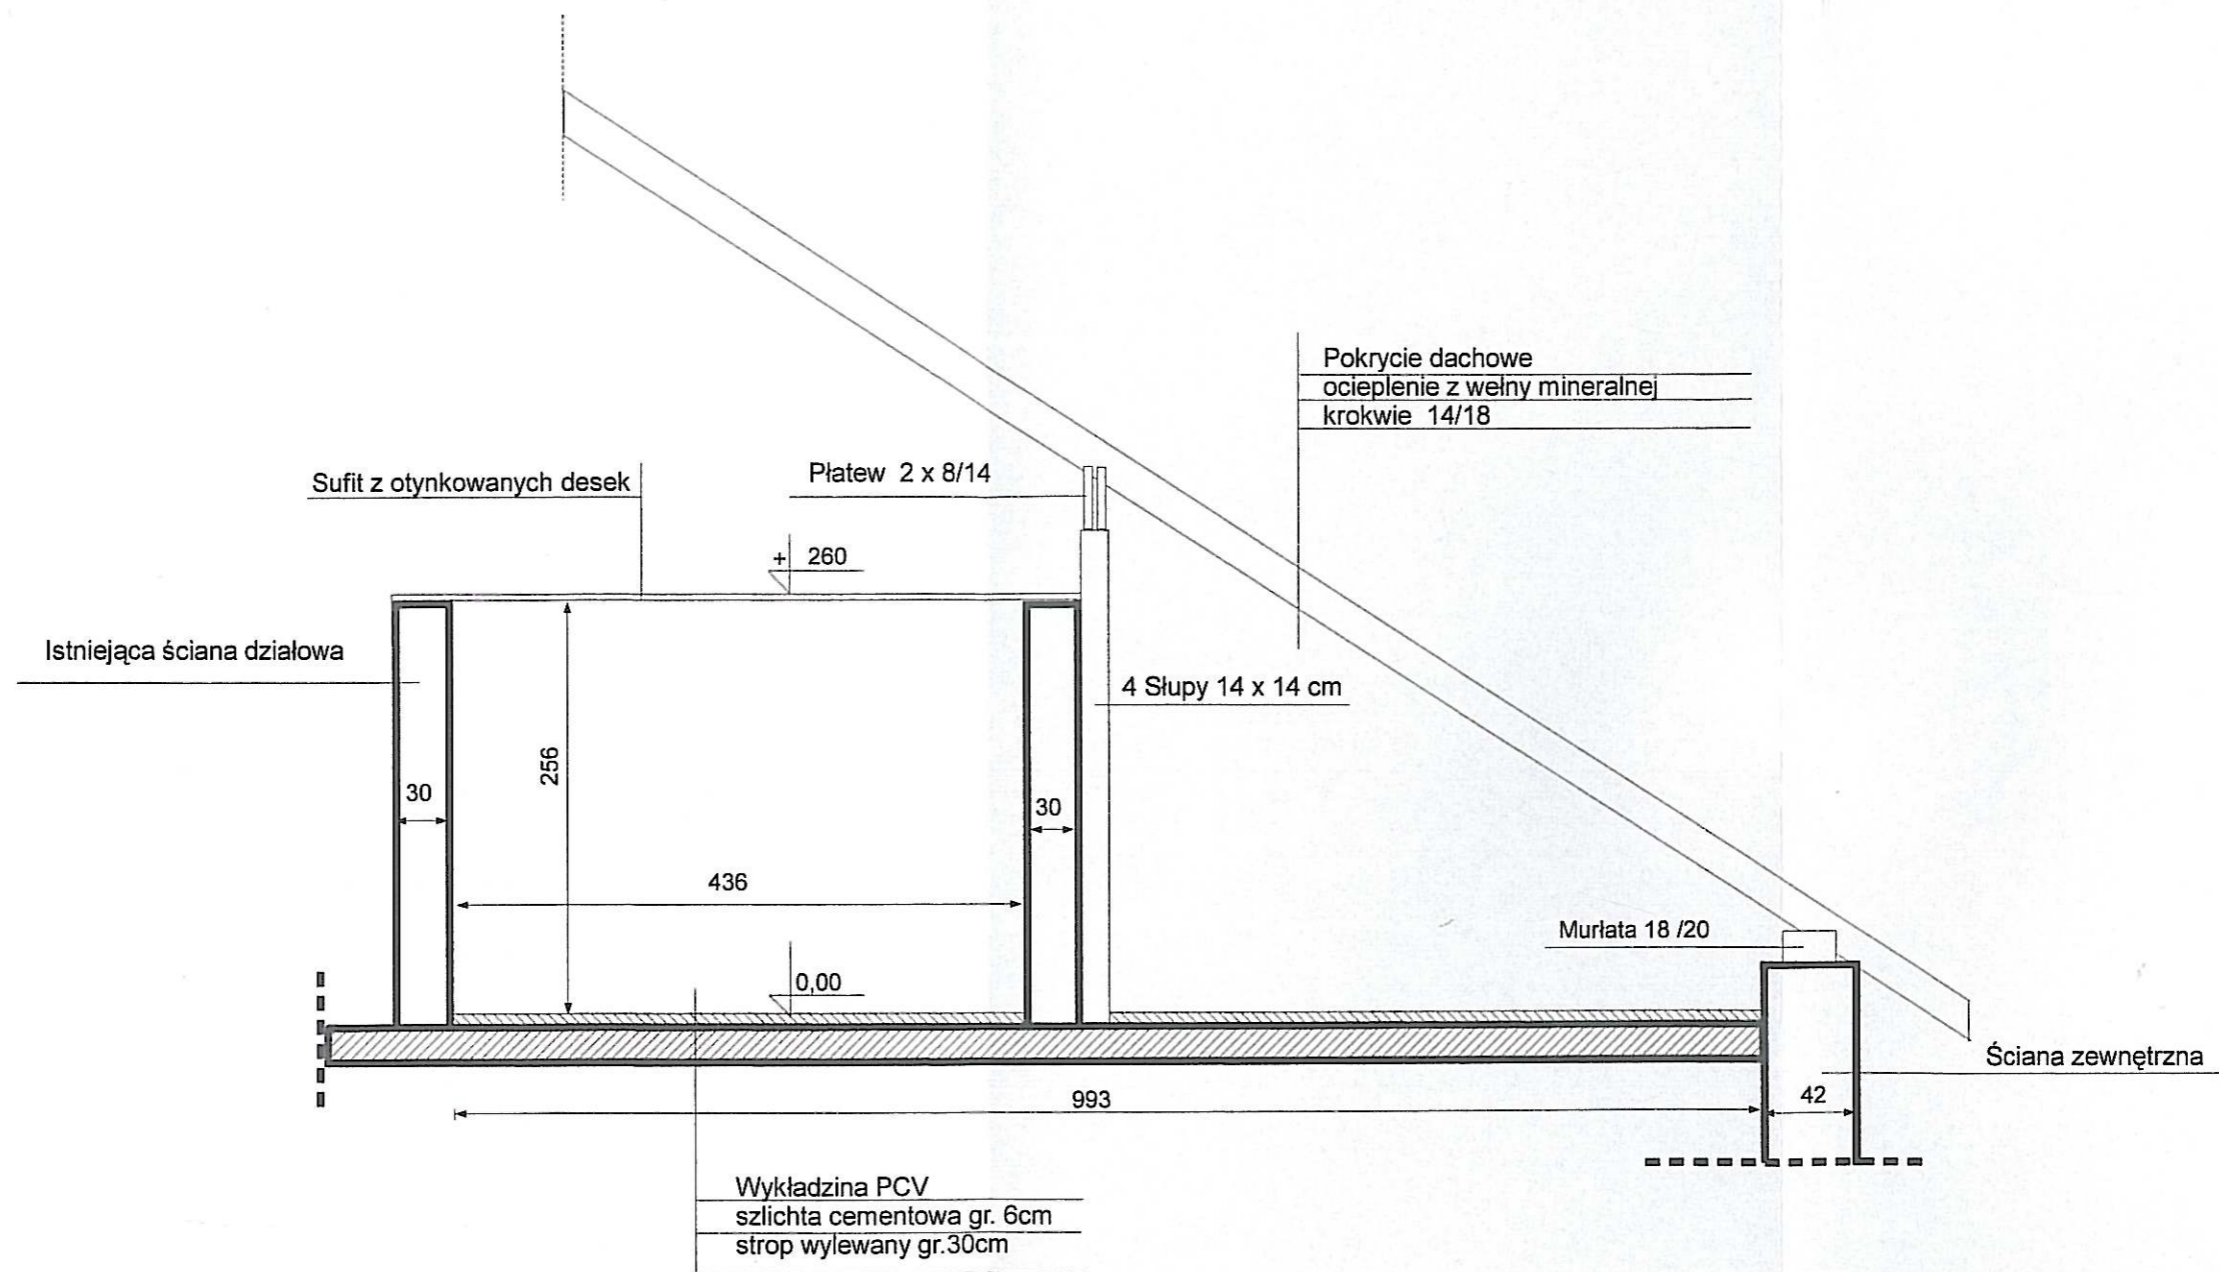 Pokrycie dachowe
ocieplenie z wełny mineralnej
krokwie 14/18
Sufit z otynkowanych desek
Płatew 2 x 8/14
+ 260
Istniejąca ściana działowa
4 Słupy 14 x 14 cm
256
30
30
436
Murłata 18 /20
0,00
Ściana zewnętrzna
993
42
Wykładzina PCV
szlichta cementowa gr. 6cm
strop wylewany gr.30cm